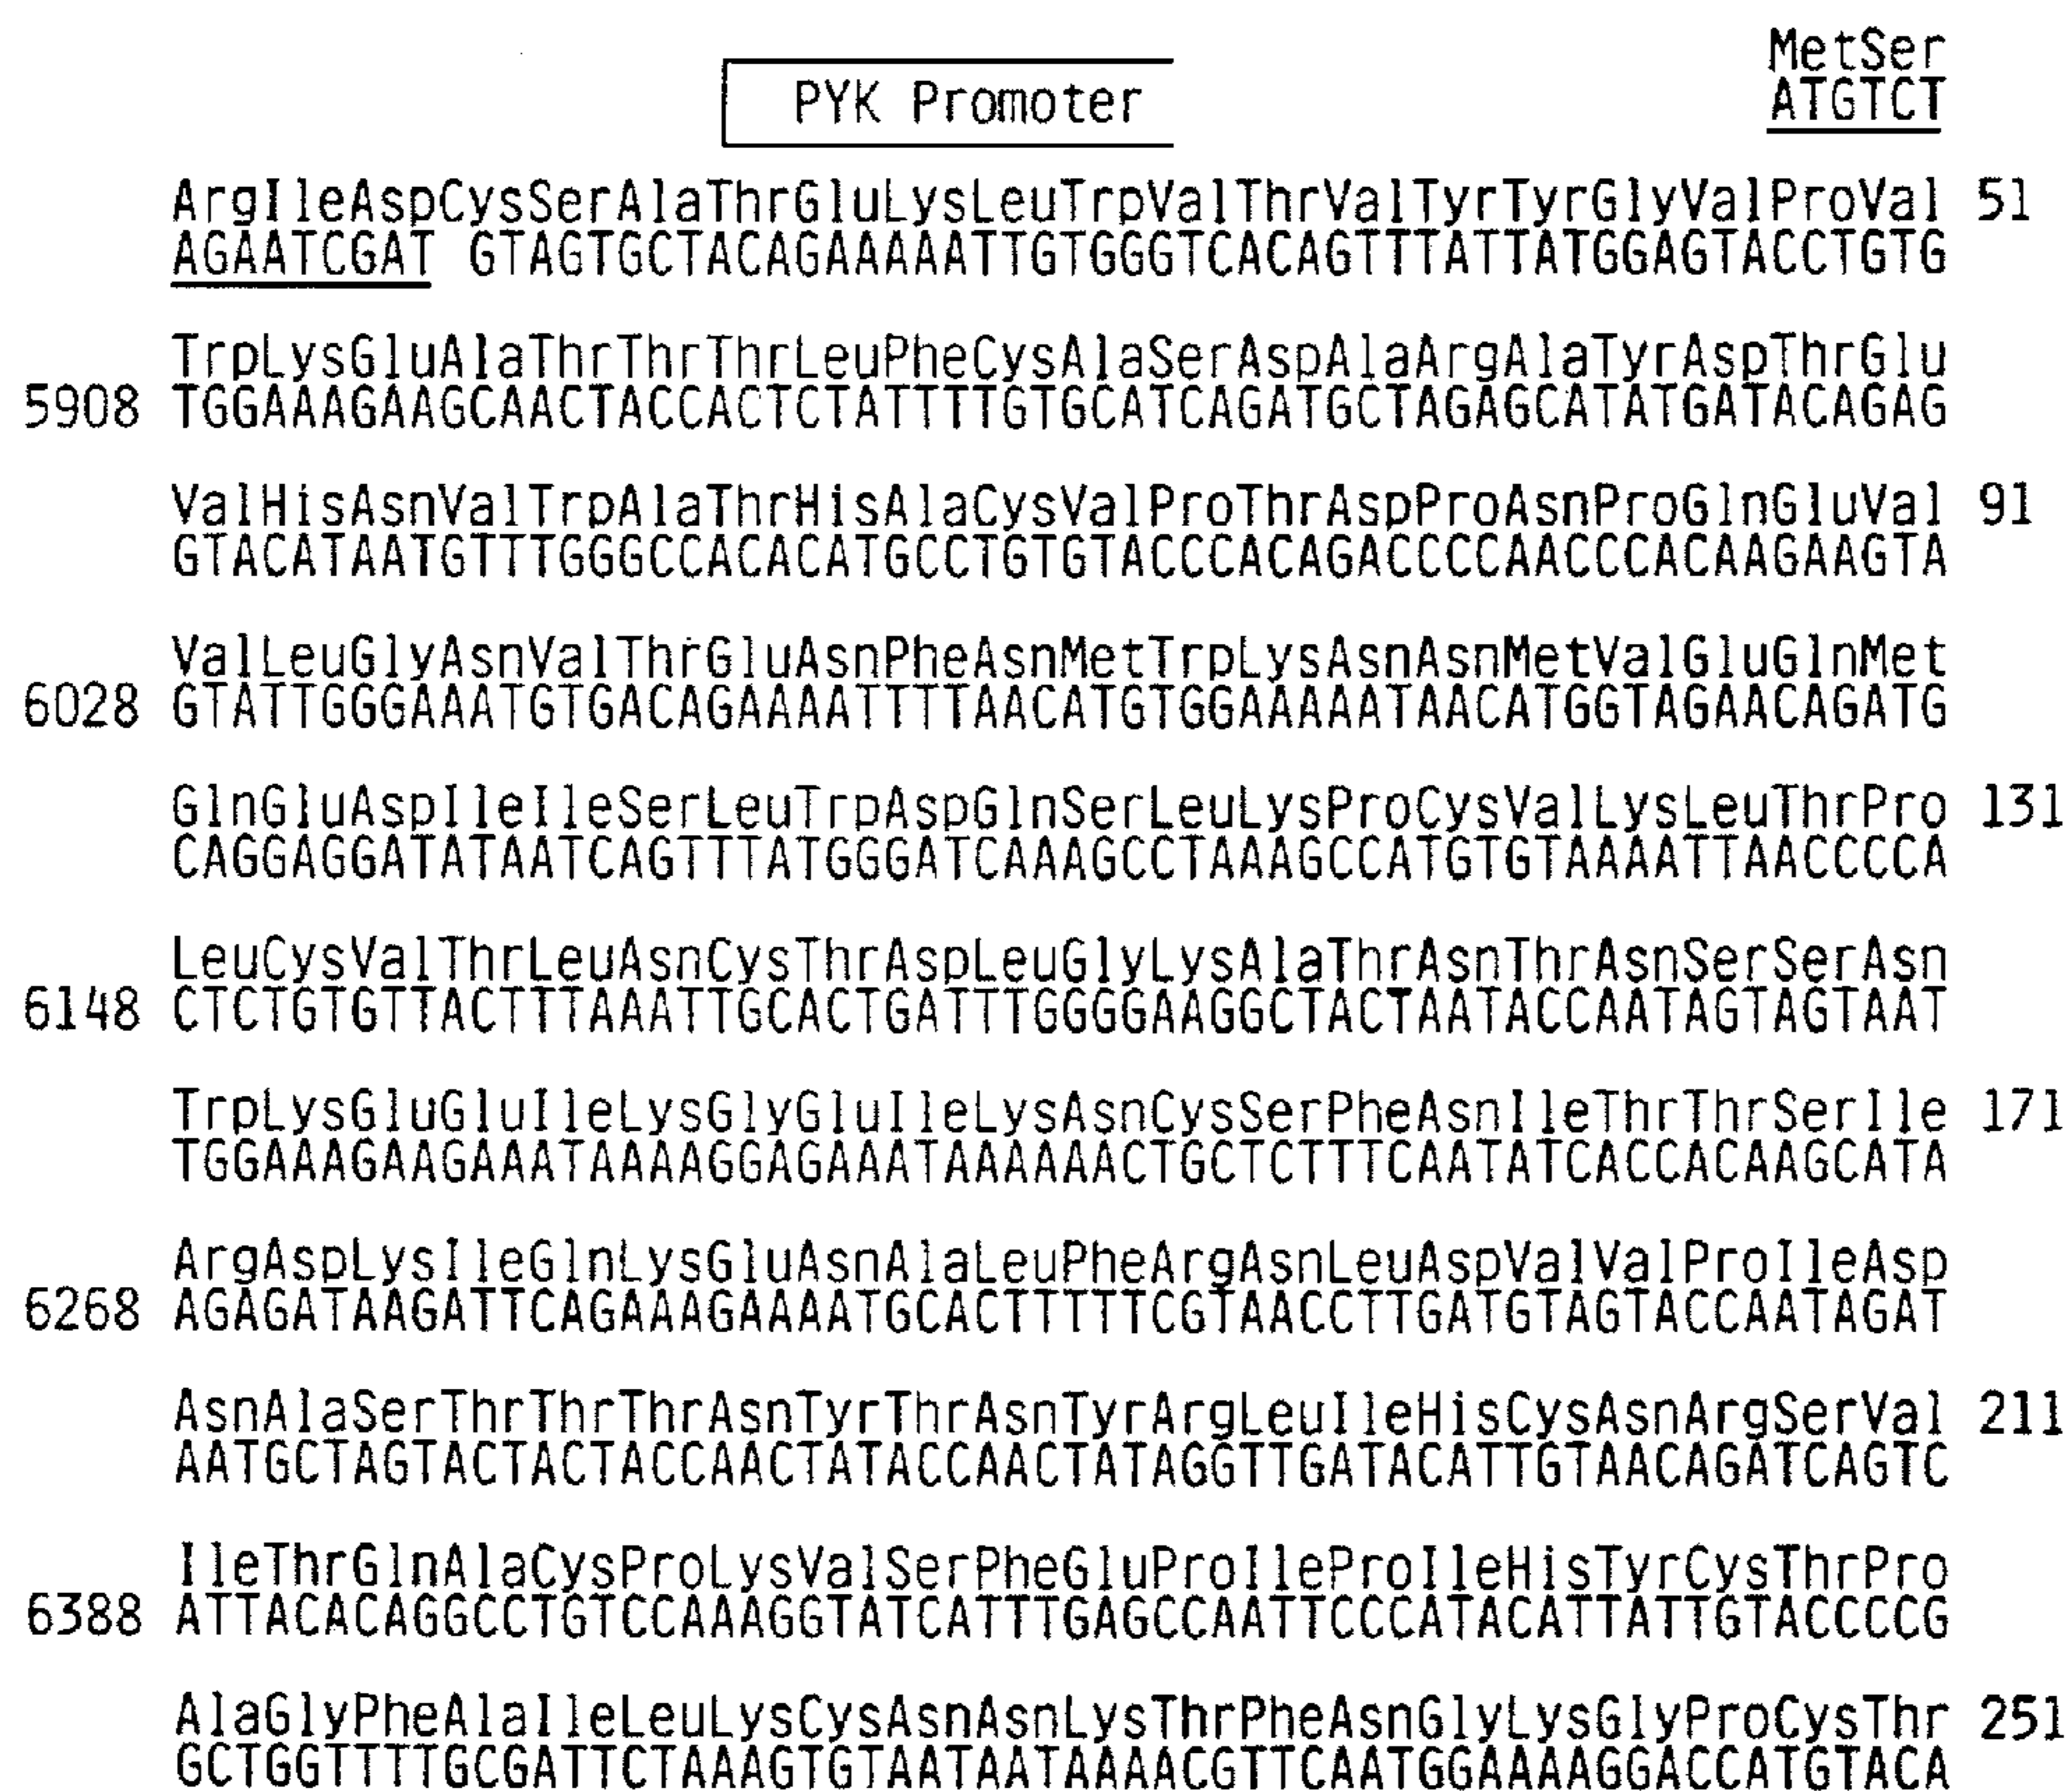 MetSer
PYK Promoter ATGTCT
ArgIleAspCysSerAlaThrGluLysLeuTrpValThrValTyrTyrGlyValProVal 51
AGAATCGAT GTAGTGCTACAGAAAAATTGTGGGTCACAGTTTATTATGGAGTACCTGTG
TrpLysGluAlaThrThrThrLeuPheCysAlaSerAspAlaArgAlaTyrAspThrGlu
5908 TGGAAAGAAGCAACTACCACTCTATTTTGTGCATCAGATGCTAGAGCATATGATACAGAG
ValHisAsnValTrpAlaThrHisAlaCysValProThrAspProAsnProGlnGluVal 91
GTACATAATGTTTGGGCCACACATGCCTGTGTACCCACAGACCCCAACCCACAAGAAGTA
ValLeuGlyAsnValThrGluAsnPheAsnMetTrpLysAsnAsnMetValGluGlnMet
6028 GTATTGGGAAATGTGACAGAAAATTTTAACATGTGGAAAAATAACATGGTAGAACAGATG
GlnGluAspIleIleSerLeuTrpAspGlnSerLeuLysProCysValLysLeuThrPro 131
CAGGAGGATATAATCAGTTTATGGGATCAAAGCCTAAAGCCATGTGTAAAATTAACCCCA
LeuCysValThrLeuAsnCysThrAspLeuGlyLysAlaThrAsnThrAsnSerSerAsn
6148 CTCTGTGTTACTTTAAATTGCACTGATTTGGGGAAGGCTACTAATACCAATAGTAGTAAT
TrpLysGluGluIleLysGlyGluIleLysAsnCysSerPheAsnIleThrThrSerIle 171
TGGAAAGAAGAAATAAAAGGAGAAATAAAAAACTGCTCTTTCAATATCACCACAAGCATA
ArgAspLysIleGlnLysGluAsnAlaLeuPheArgAsnLeuAspValValProIleAsp
6268 AGAGATAAGATTCAGAAAGAAAATGCACTTTTTCGTAACCTTGATGTAGTACCAATAGAT
AsnAlaSerThrThrThrAsnTyrThrAsnTyrArgLeuIleHisCysAsnArgSerVal 211
AATGCTAGTACTACTACCAACTATACCAACTATAGGTTGATACATTGTAACAGATCAGTC
IleThrGlnAlaCysProLysValSerPheGluProIleProIleHisTyrCysThrPro
6388 ATTACACAGGCCTGTCCAAAGGTATCATTTGAGCCAATTCCCATACATTATTGTACCCCG
AlaGlyPheAlaIleLeuLysCysAsnAsnLysThrPheAsnGlyLysGlyProCysThr 251
GCTGGTTTTGCGATTCTAAAGTGTAATAATAAAACGTTCAATGGAAAAGGACCATGTACA